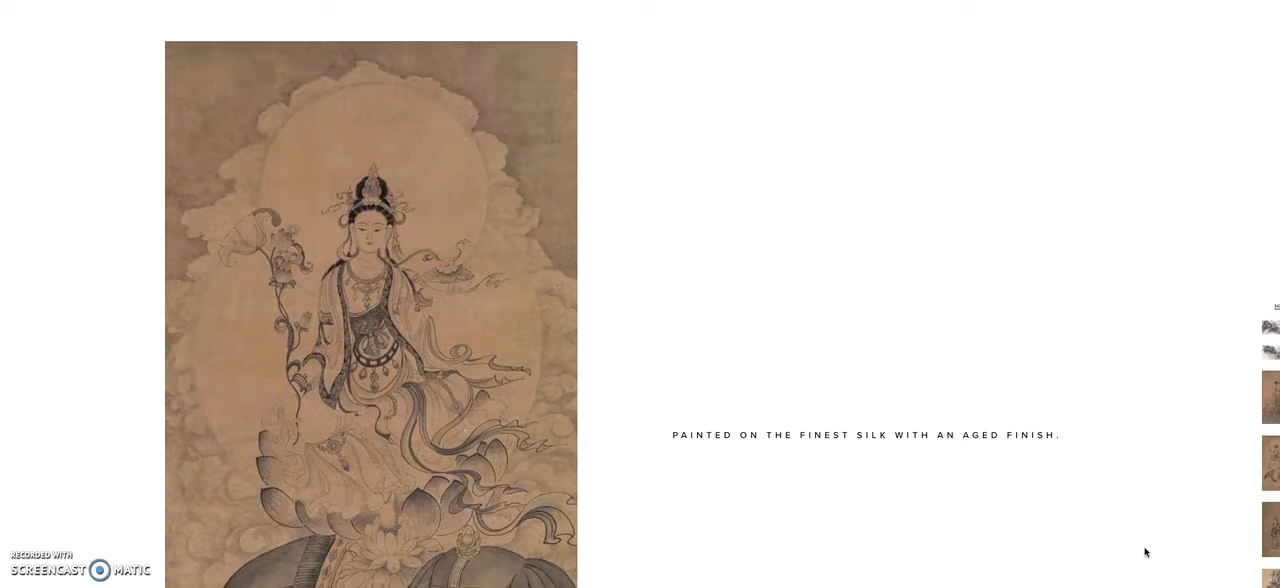 PAINTED ON THE FINEST SILK WITH AN AGED FINISH.
RECORDED WITH
SCREENCAST MATIC